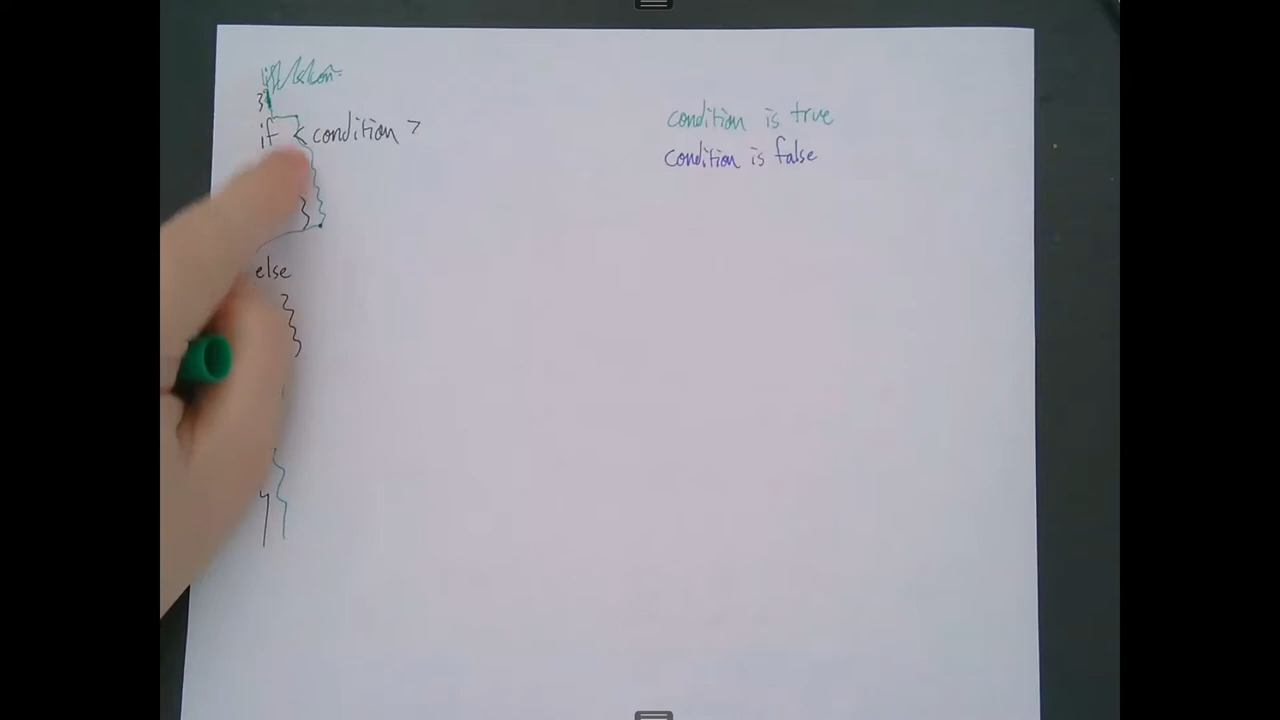 if < condition >
else
condition is true
condition is false